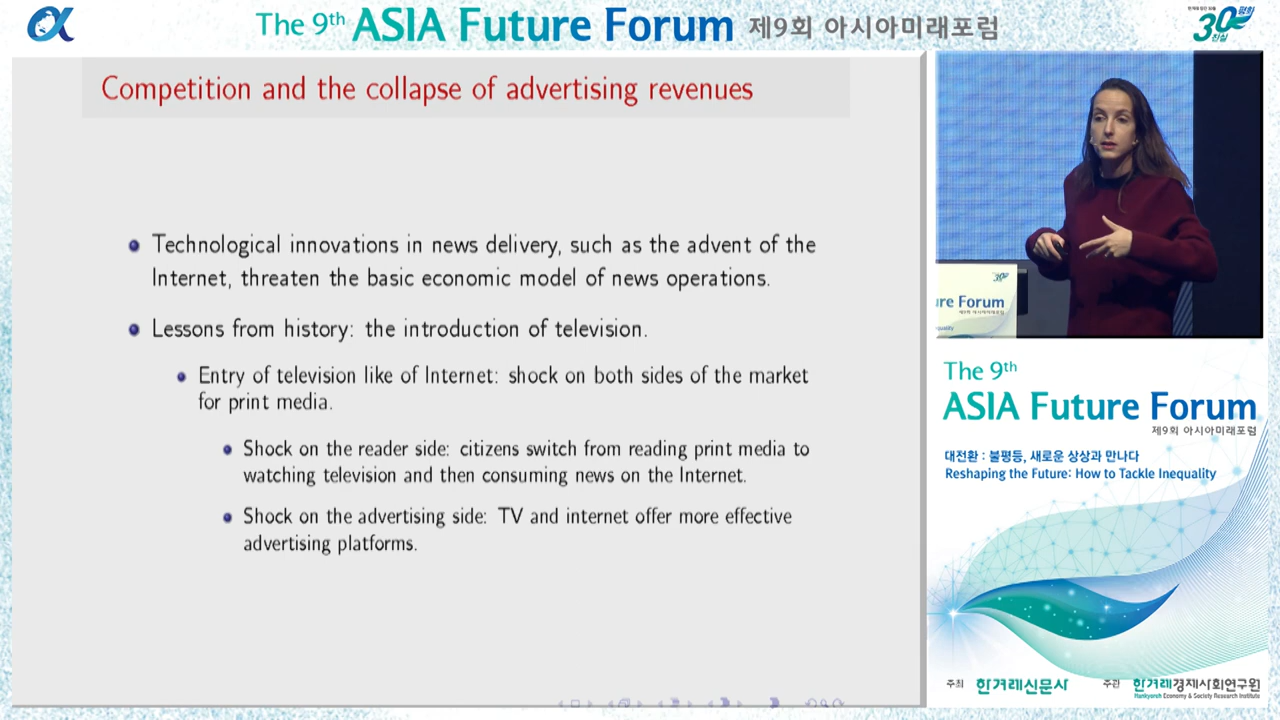 The 9th ASIA Future Forum 제9회 아시아미래포럼
30 평화
진실
Competition and the collapse of advertising revenues
Technological innovations in news delivery, such as the advent of the
Internet, threaten the basic economic model of news operations.
Lessons from history: the introduction of television.
Entry of television like of Internet: shock on both sides of the market
for print media.
Shock on the reader side: citizens switch from reading print media to
watching television and then consuming news on the Internet.
Shock on the advertising side: TV and internet offer more effective
advertising platforms.
ure Forum
The 9th
ASIA Future Forum
제9회 아시아미래포럼
대전환 : 불평등, 새로운 상상과 만나다
Reshaping the Future: How to Tackle Inequality
주최 한겨레신문사 주관 한겨레경제사회연구원
Hankyoreh Economy & Society Research Institute